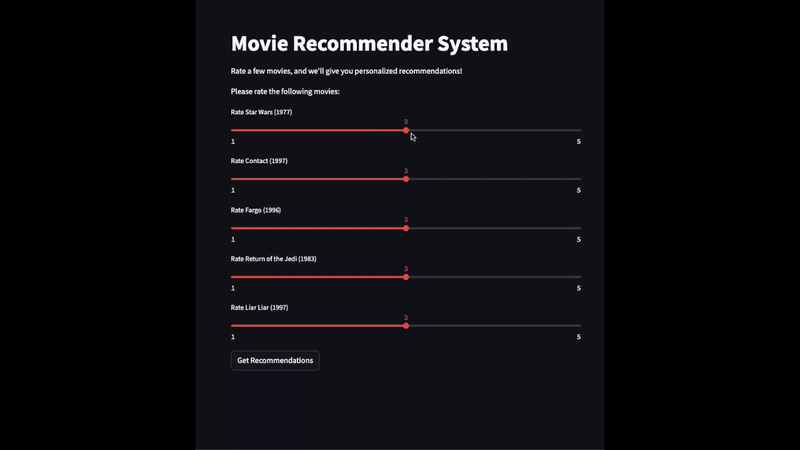 Movie Recommender System
Rate a few movies, and we'll give you personalized recommendations!
Please rate the following movies:
Rate Star Wars (1977)
3
1 5
Rate Contact (1997)
3
1 5
Rate Fargo (1996)
3
1 5
Rate Return of the Jedi (1983)
3
1 5
Rate Liar Liar (1997)
3
1 5
Get Recommendations